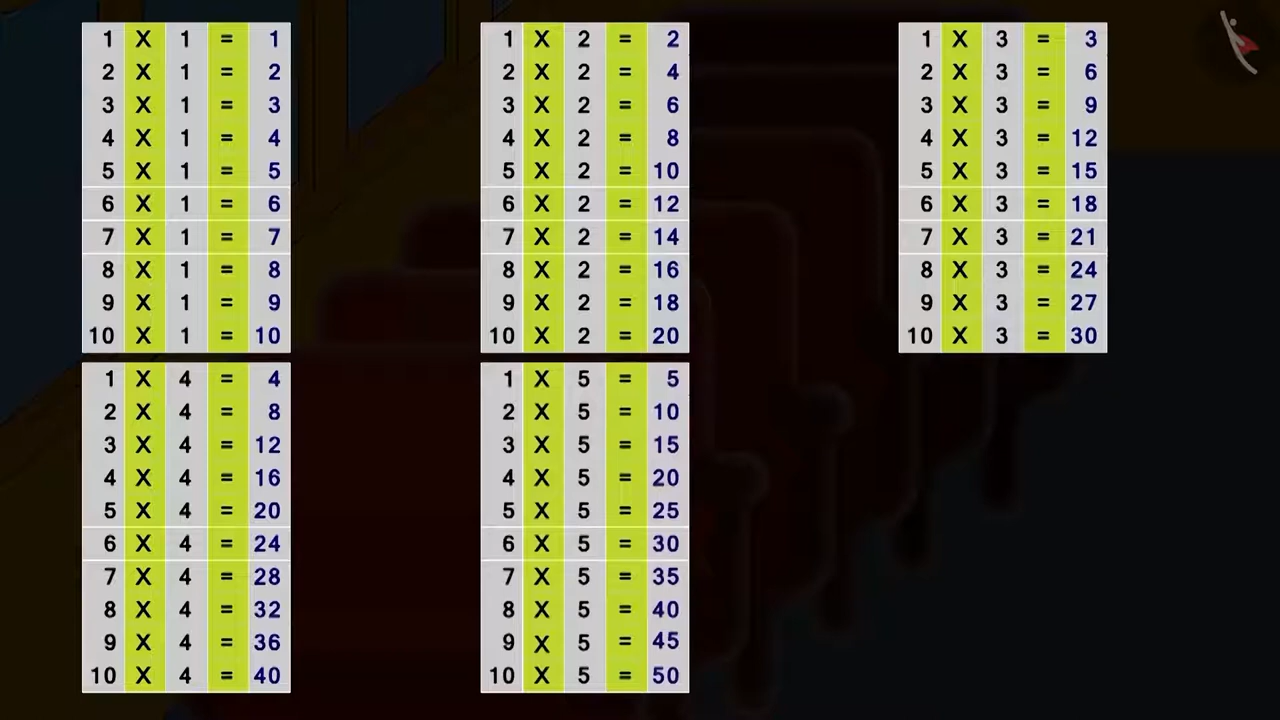 1 X 1 = 1
2 X 1 = 2
3 X 1 = 3
4 X 1 = 4
5 X 1 = 5
6 X 1 = 6
7 X 1 = 7
8 X 1 = 8
9 X 1 = 9
10 X 1 = 10
1 X 2 = 2
2 X 2 = 4
3 X 2 = 6
4 X 2 = 8
5 X 2 = 10
6 X 2 = 12
7 X 2 = 14
8 X 2 = 16
9 X 2 = 18
10 X 2 = 20
1 X 3 = 3
2 X 3 = 6
3 X 3 = 9
4 X 3 = 12
5 X 3 = 15
6 X 3 = 18
7 X 3 = 21
8 X 3 = 24
9 X 3 = 27
10 X 3 = 30
1 X 4 = 4
2 X 4 = 8
3 X 4 = 12
4 X 4 = 16
5 X 4 = 20
6 X 4 = 24
7 X 4 = 28
8 X 4 = 32
9 X 4 = 36
10 X 4 = 40
1 X 5 = 5
2 X 5 = 10
3 X 5 = 15
4 X 5 = 20
5 X 5 = 25
6 X 5 = 30
7 X 5 = 35
8 X 5 = 40
9 X 5 = 45
10 X 5 = 50